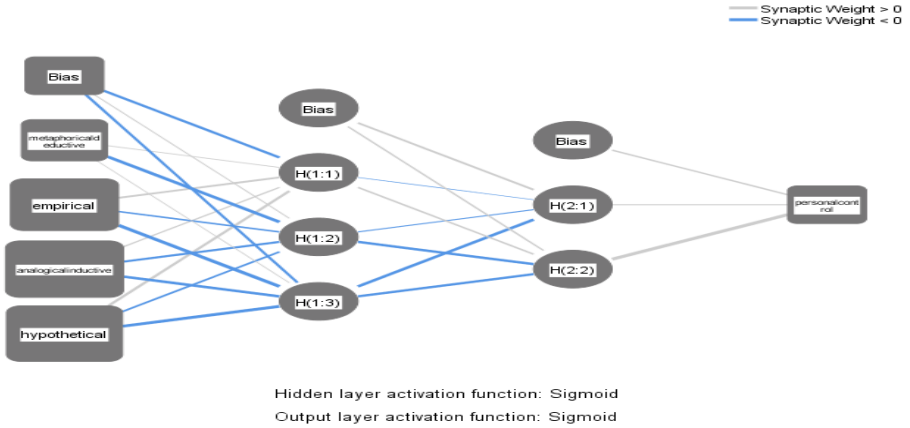 Synaptic Weight > 0
Synaptic Weight < 0
Bias
metaphoricald
eductive
empirical
analogicalinductive
hypothetical
Bias
H(1:1)
H(1:2)
H(1:3)
Bias
H(2:1)
H(2:2)
personalcont
rol
Hidden layer activation function: Sigmoid
Output layer activation function: Sigmoid